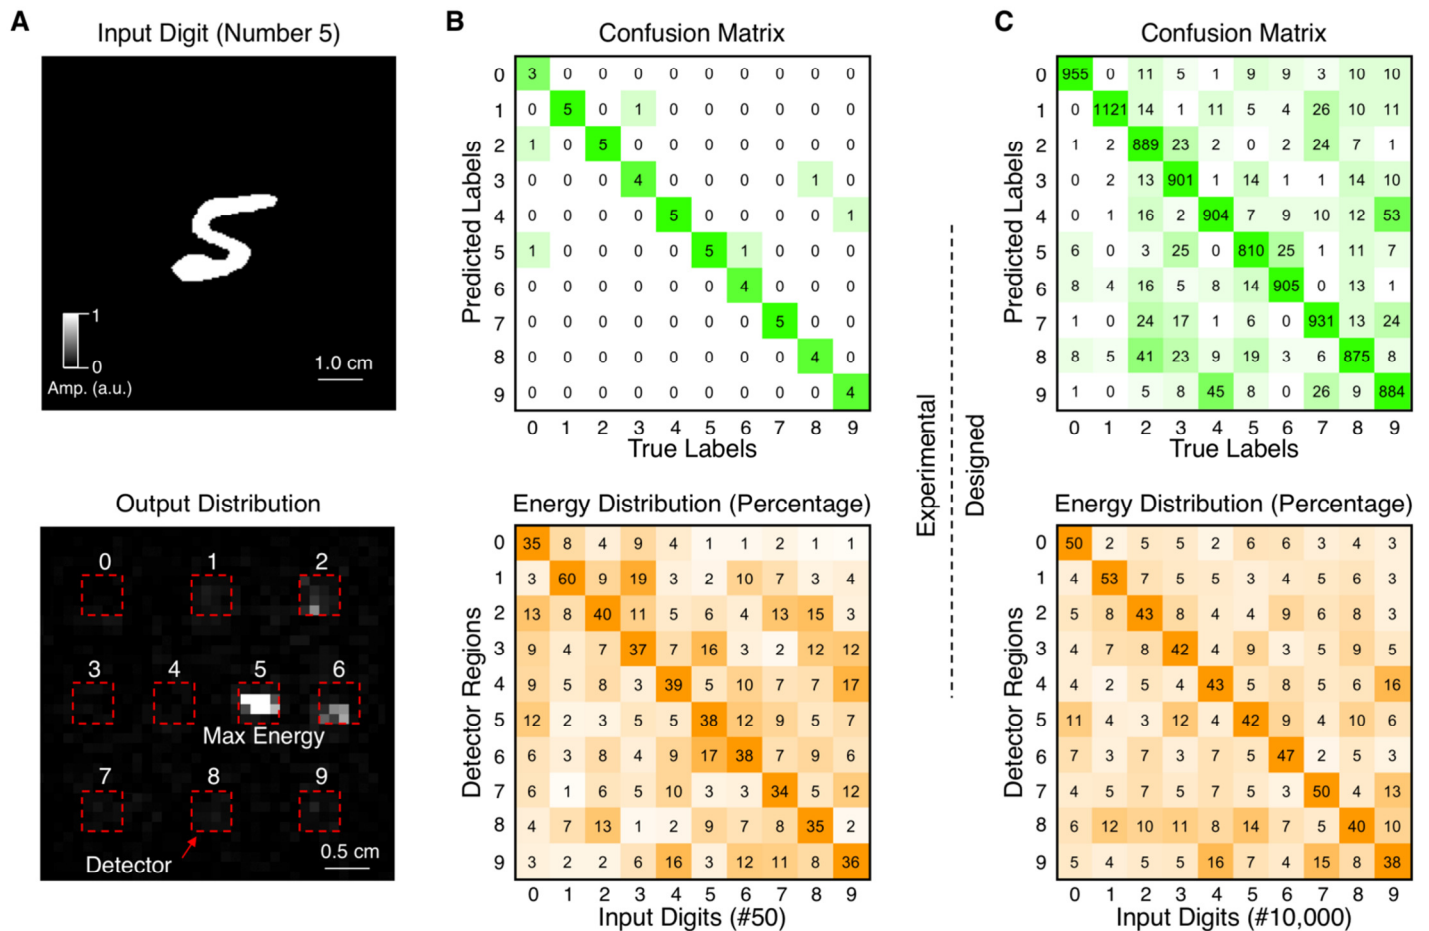 A
Input Digit (Number 5)
1
0
Amp. (a.u.)
1.0 cm
Output Distribution
0 1 2
3 4 5 6
Max Energy
7 8 9
Detector
0.5 cm
B
Confusion Matrix
Predicted Labels
0 3 0 0 0 0 0 0 0 0 0
1 0 5 0 1 0 0 0 0 0 0
2 1 0 5 0 0 0 0 0 0 0
3 0 0 0 4 0 0 0 0 1 0
4 0 0 0 0 5 0 0 0 0 1
5 1 0 0 0 0 5 1 0 0 0
6 0 0 0 0 0 0 4 0 0 0
7 0 0 0 0 0 0 0 5 0 0
8 0 0 0 0 0 0 0 0 4 0
9 0 0 0 0 0 0 0 0 0 4
0 1 2 3 4 5 6 7 8 9
True Labels
Energy Distribution (Percentage)
Detector Regions
0 35 8 4 9 4 1 1 2 1 1
1 3 60 9 19 3 2 10 7 3 4
2 13 8 40 11 5 6 4 13 15 3
3 9 4 7 37 7 16 3 2 12 12
4 9 5 8 3 39 5 10 7 7 17
5 12 2 3 5 5 38 12 9 5 7
6 6 3 8 4 9 17 38 7 9 6
7 6 1 6 5 10 3 3 34 5 12
8 4 7 13 1 2 9 7 8 35 2
9 3 2 2 6 16 3 12 11 8 36
0 1 2 3 4 5 6 7 8 9
Input Digits (#50)
Experimental
Designed
C
Confusion Matrix
Predicted Labels
0 955 0 11 5 1 9 9 3 10 10
1 0 1121 14 1 11 5 4 26 10 11
2 1 2 889 23 2 0 2 24 7 1
3 0 2 13 901 1 14 1 1 14 10
4 0 1 16 2 904 7 9 10 12 53
5 6 0 3 25 0 810 25 1 11 7
6 8 4 16 5 8 14 905 0 13 1
7 1 0 24 17 1 6 0 931 13 24
8 8 5 41 23 9 19 3 6 875 8
9 1 0 5 8 45 8 0 26 9 884
0 1 2 3 4 5 6 7 8 9
True Labels
Energy Distribution (Percentage)
Detector Regions
0 50 2 5 5 2 6 6 3 4 3
1 4 53 7 5 5 3 4 5 6 3
2 5 8 43 8 4 4 9 6 8 3
3 4 7 8 42 4 9 3 5 9 5
4 4 2 5 4 43 5 8 5 6 16
5 11 4 3 12 4 42 9 4 10 6
6 7 3 7 3 7 5 47 2 5 3
7 4 5 7 5 7 5 3 50 4 13
8 6 12 10 11 8 14 7 5 40 10
9 5 4 5 5 16 7 4 15 8 38
0 1 2 3 4 5 6 7 8 9
Input Digits (#10,000)